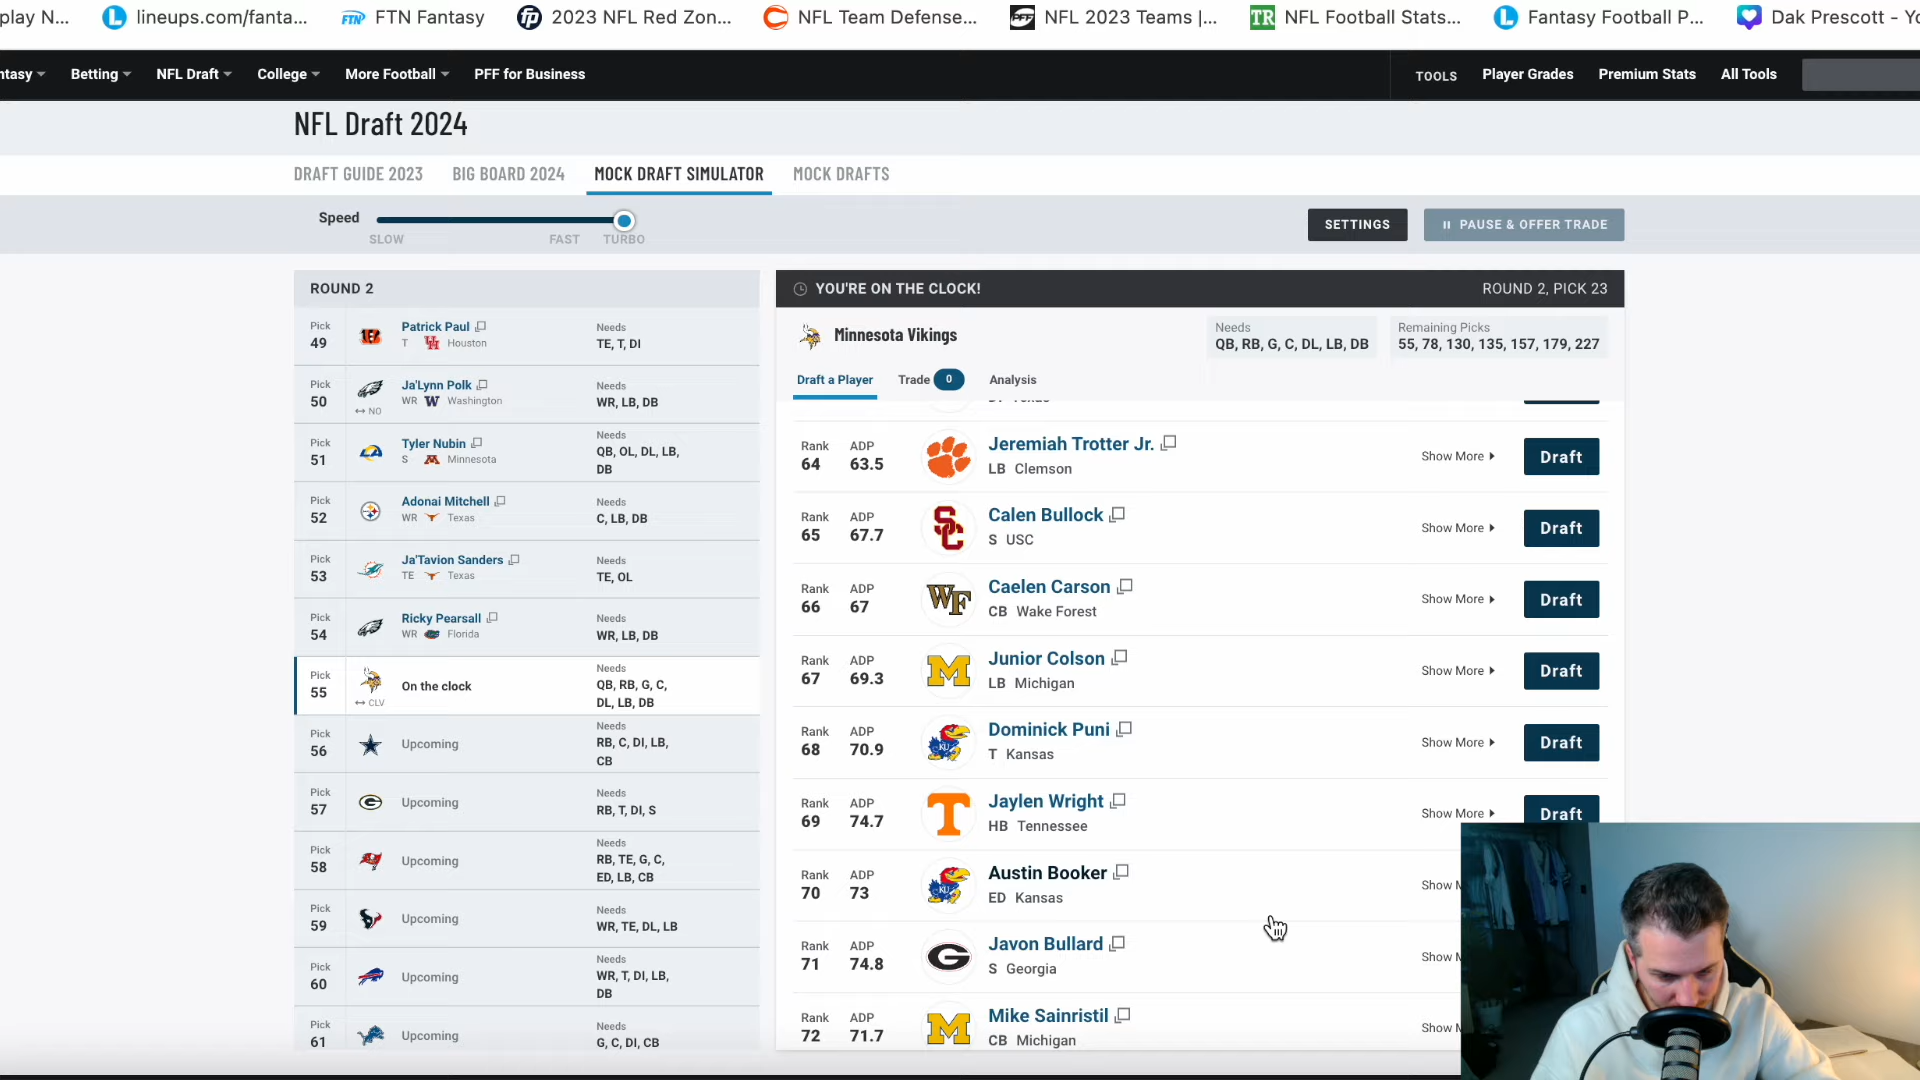 play N...
lineups.com/fanta...
FTN Fantasy
2023 NFL Red Zon...
NFL Team Defense...
NFL 2023 Teams |...
NFL Football Stats...
Fantasy Football P...
Dak Prescott - Yo
ntasy
Betting
NFL Draft
College
More Football
PFF for Business
TOOLS
Player Grades
Premium Stats
All Tools
NFL Draft 2024
DRAFT GUIDE 2023
BIG BOARD 2024
MOCK DRAFT SIMULATOR
MOCK DRAFTS
Speed
SLOW
FAST
TURBO
SETTINGS
PAUSE & OFFER TRADE
ROUND 2
Pick
49
Patrick Paul
T Houston
Needs
TE, T, DI
Pick
50
NO
Ja'Lynn Polk
WR Washington
Needs
WR, LB, DB
Pick
51
Tyler Nubin
S Minnesota
Needs
QB, OL, DL, LB,
DB
Pick
52
Adonai Mitchell
WR Texas
Needs
C, LB, DB
Pick
53
Ja'Tavion Sanders
TE Texas
Needs
TE, OL
Pick
54
Ricky Pearsall
WR Florida
Needs
WR, LB, DB
Pick
55
CLV
On the clock
Needs
QB, RB, G, C,
DL, LB, DB
Pick
56
Upcoming
Needs
RB, C, DI, LB,
CB
Pick
57
Upcoming
Needs
RB, T, DI, S
Pick
58
Upcoming
Needs
RB, TE, G, C,
ED, LB, CB
Pick
59
Upcoming
Needs
WR, TE, DL, LB
Pick
60
Upcoming
Needs
WR, T, DI, LB,
DB
Pick
61
Upcoming
Needs
G, C, DI, CB
YOU'RE ON THE CLOCK!
ROUND 2, PICK 23
Minnesota Vikings
Needs
QB, RB, G, C, DL, LB, DB
Remaining Picks
55, 78, 130, 135, 157, 179, 227
Draft a Player
Trade 0
Analysis
Rank
64
ADP
63.5
Jeremiah Trotter Jr.
LB Clemson
Show More
Draft
Rank
65
ADP
67.7
Calen Bullock
S USC
Show More
Draft
Rank
66
ADP
67
WF
Caelen Carson
CB Wake Forest
Show More
Draft
Rank
67
ADP
69.3
M
Junior Colson
LB Michigan
Show More
Draft
Rank
68
ADP
70.9
KU
Dominick Puni
T Kansas
Show More
Draft
Rank
69
ADP
74.7
T
Jaylen Wright
HB Tennessee
Show More
Draft
Rank
70
ADP
73
KU
Austin Booker
ED Kansas
Show M
Rank
71
ADP
74.8
G
Javon Bullard
S Georgia
Show M
Rank
72
ADP
71.7
M
Mike Sainristil
CB Michigan
Show M